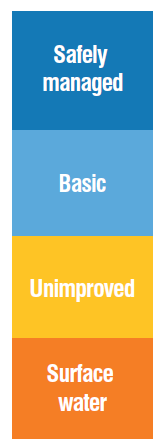 Safely
managed
Basic
Unimproved
Surface
water